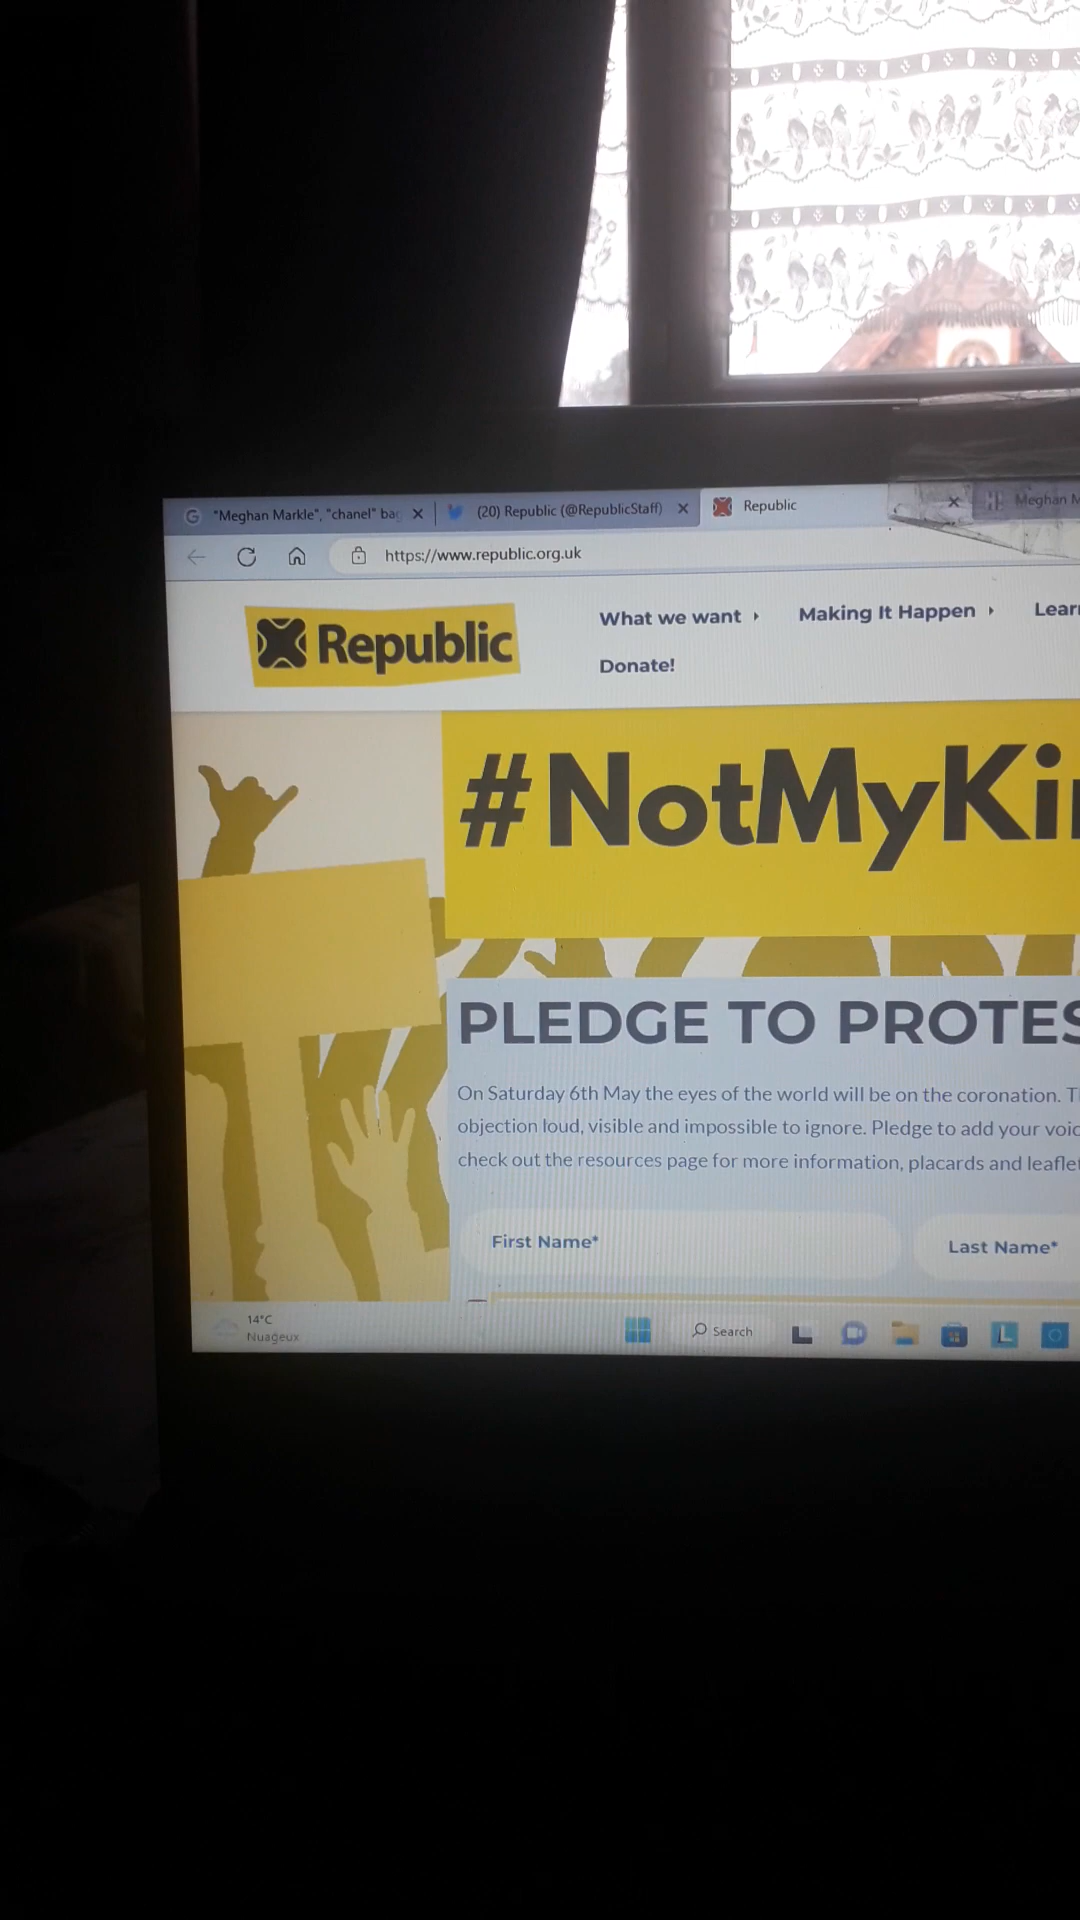 "Meghan Markle", "chanel" bag
(20) Republic (@RepublicStaff)
Republic
Meghan M
https://www.republic.org.uk
Republic
What we want
Making It Happen
Lear
Donate!
#NotMyKi
PLEDGE TO PROTES
On Saturday 6th May the eyes of the world will be on the coronation. T
objection loud, visible and impossible to ignore. Pledge to add your voic
check out the resources page for more information, placards and leafle
First Name*
Last Name*
14°C
Nuageux
Search